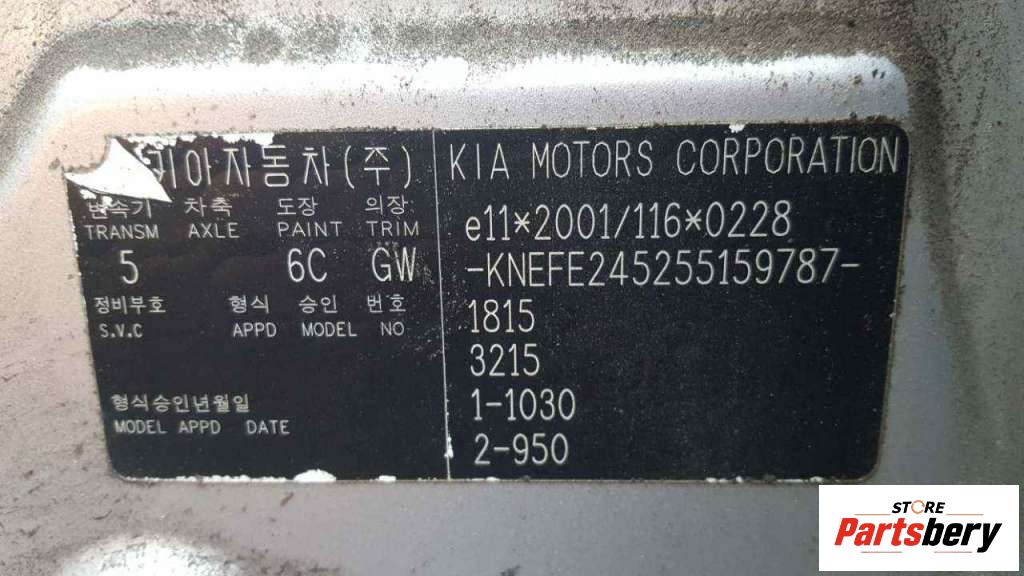 기아자동차(주)
변속기 차축 도장 의장
TRANSM AXLE PAINT TRIM
5 6C GW
정비부호 형식 승인 번호
S.V.C APPD MODEL NO
형식승인년월일
MODEL APPD DATE
KIA MOTORS CORPORATION
e11*2001/116*0228
-KNEFE245255159787-
1815
3215
1-1030
2-950
STORE
Partsbery